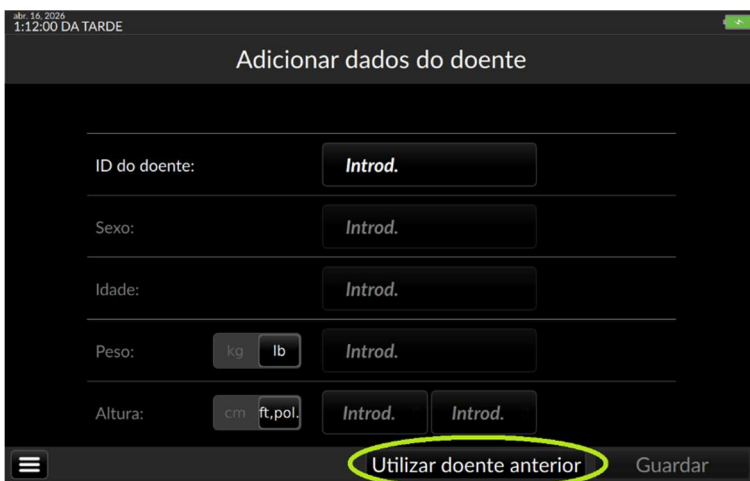 abr. 16, 2026
1:12:00 DA TARDE
Adicionar dados do doente
ID do doente: Introd.
Sexo: Introd.
Idade: Introd.
Peso: kg lb Introd.
Altura: cm ft,pol. Introd. Introd.
Utilizar doente anterior Guardar